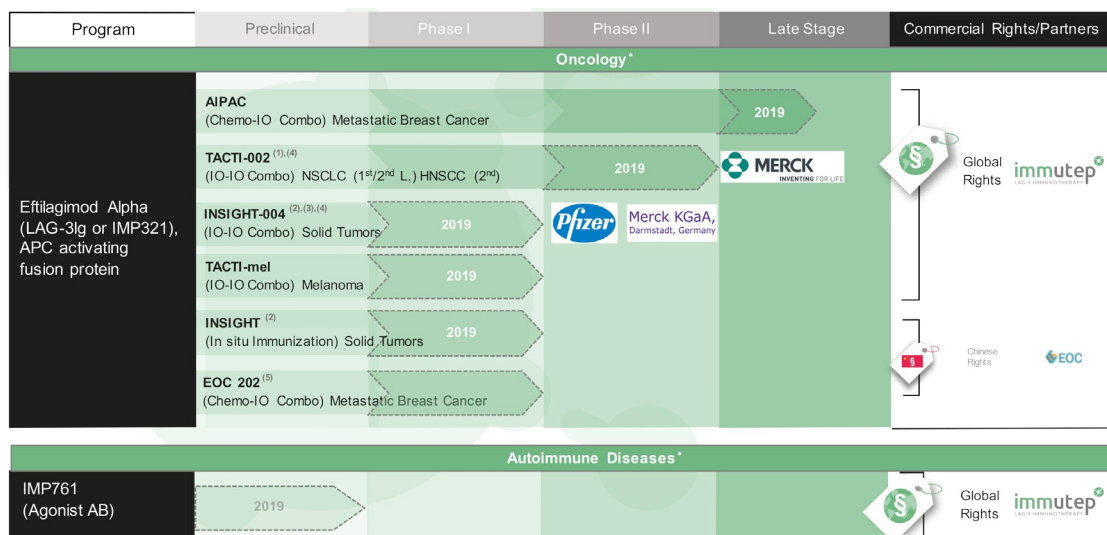 Program
Preclinical
Phase I
Phase II
Late Stage
Commercial Rights/Partners
Oncology*
Eftilagimod Alpha
(LAG-3Ig or IMP321),
APC activating
fusion protein
AIPAC
(Chemo-IO Combo) Metastatic Breast Cancer
2019
TACTI-002 (1),(4)
(IO-IO Combo) NSCLC (1st/2nd L.) HNSCC (2nd)
2019
MERCK
INVENTING FOR LIFE
INSIGHT-004 (2),(3),(4)
(IO-IO Combo) Solid Tumors
2019
Pfizer
Merck KGaA,
Darmstadt, Germany
TACTI-mel
(IO-IO Combo) Melanoma
2019
INSIGHT (2)
(In situ Immunization) Solid Tumors
2019
EOC 202 (5)
(Chemo-IO Combo) Metastatic Breast Cancer
§
Global
Rights
immutep
LAG-3 IMMUNOTHERAPY
§
Chinese
Rights
EOC
Autoimmune Diseases*
IMP761
(Agonist AB)
2019
§
Global
Rights
immutep
LAG-3 IMMUNOTHERAPY